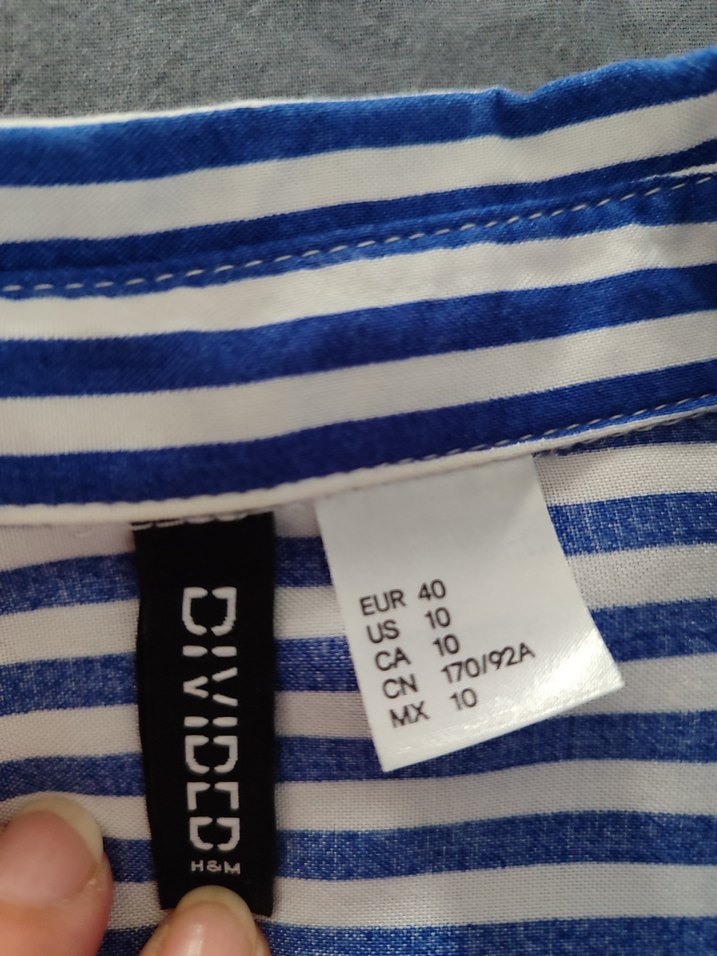 DIVIDED
H&M
EUR 40
US 10
CA 10
CN 170/92A
MX 10